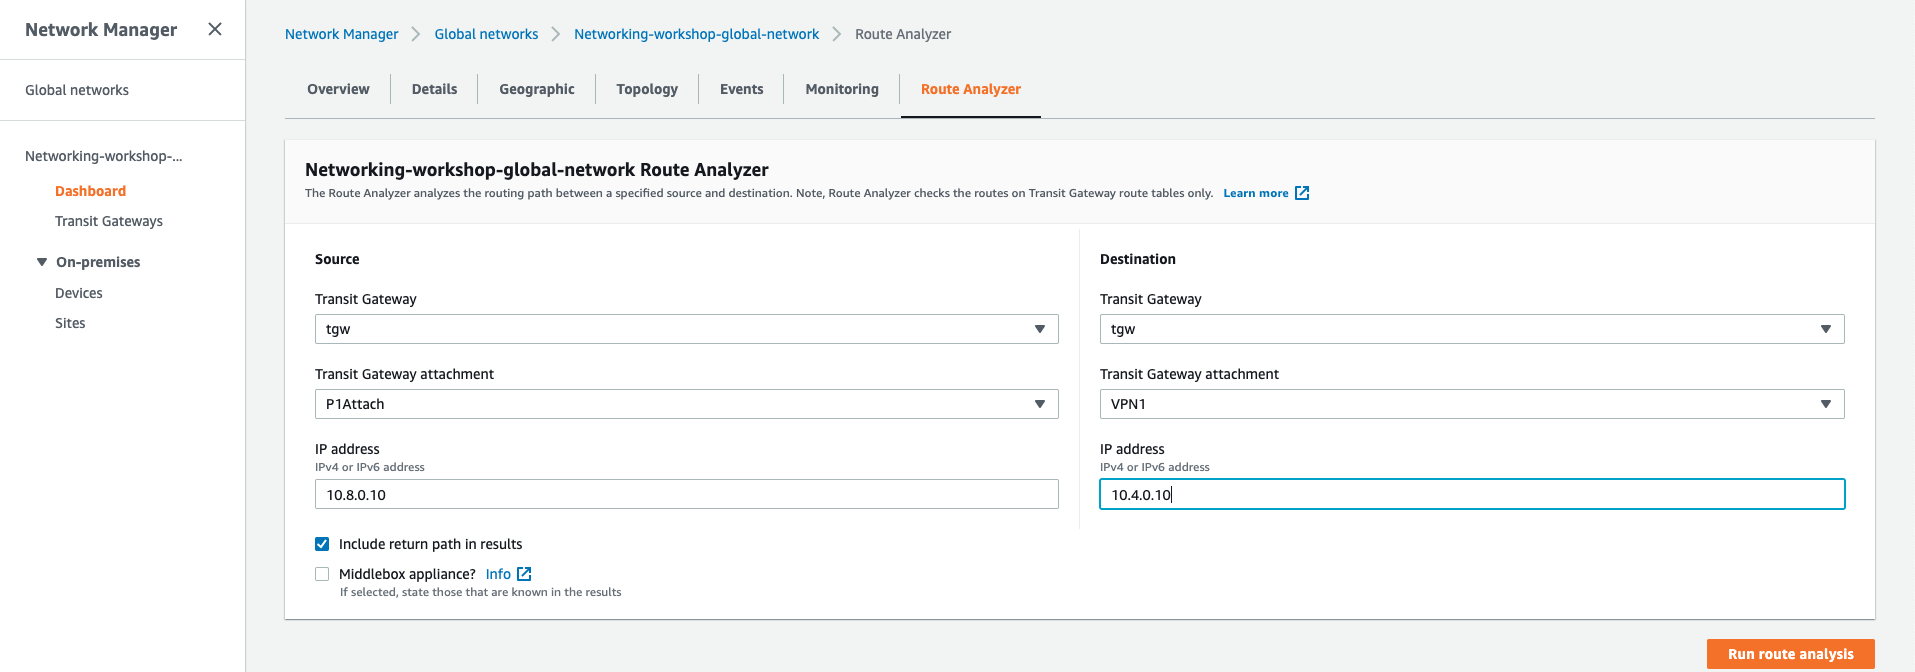 Network Manager
Global networks
Networking-workshop-...
Dashboard
Transit Gateways
On-premises
Devices
Sites
Network Manager > Global networks > Networking-workshop-global-network > Route Analyzer
Overview Details Geographic Topology Events Monitoring Route Analyzer
Networking-workshop-global-network Route Analyzer
The Route Analyzer analyzes the routing path between a specified source and destination. Note, Route Analyzer checks the routes on Transit Gateway route tables only. Learn more
Source
Transit Gateway
tgw
Transit Gateway attachment
P1Attach
IP address
IPv4 or IPv6 address
10.8.0.10
Include return path in results
Middlebox appliance? Info
If selected, state those that are known in the results
Destination
Transit Gateway
tgw
Transit Gateway attachment
VPN1
IP address
IPv4 or IPv6 address
10.4.0.10
Run route analysis